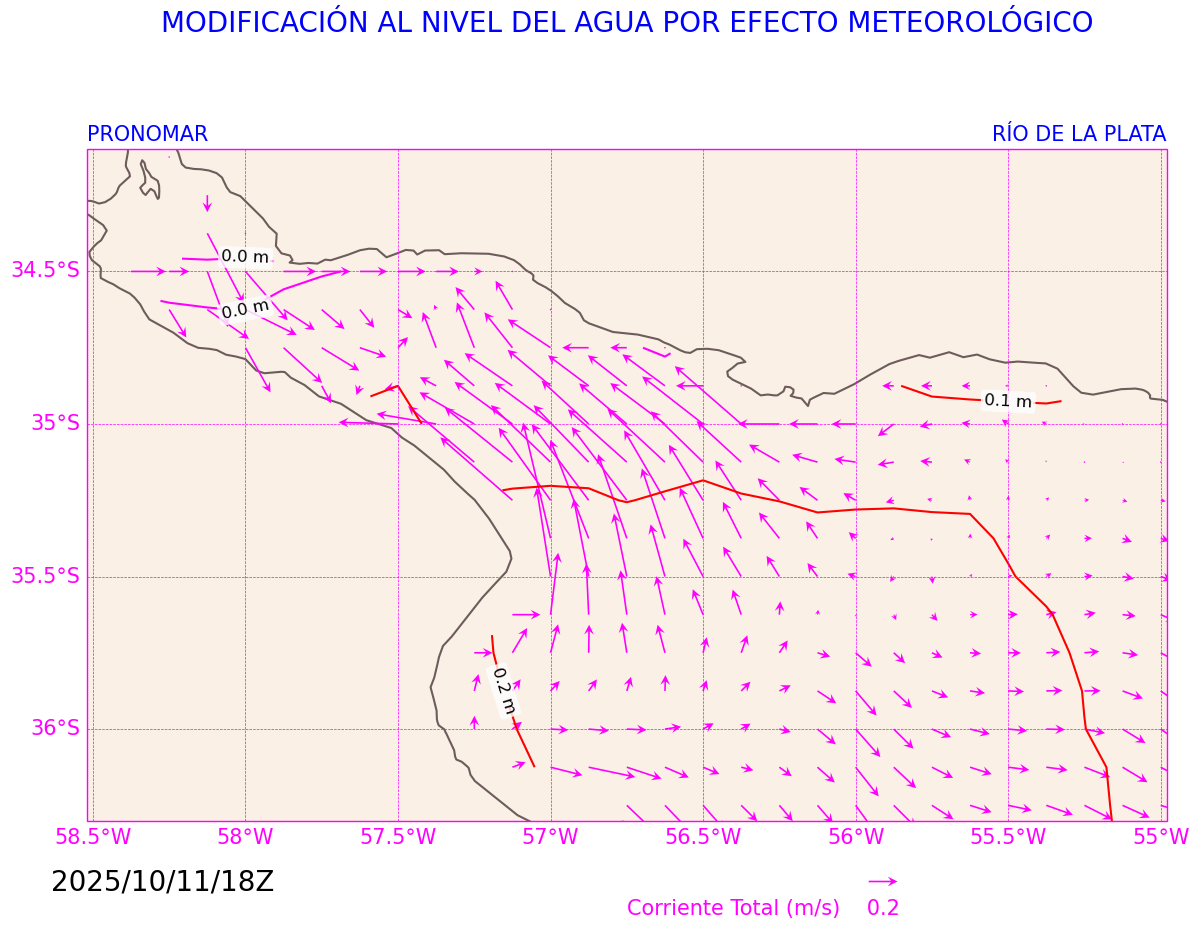 MODIFICACIÓN AL NIVEL DEL AGUA POR EFECTO METEOROLÓGICO
PRONOMAR
RÍO DE LA PLATA
0.0 m
34.5°S
0.0 m
0.1 m
35°S
35.5°S
0.2 m
36°S
58.5°W
58°W
57.5°W
57°W
56.5°W
56°W
55.5°W
55°W
2025/10/11/18Z
Corriente Total (m/s)
0.2